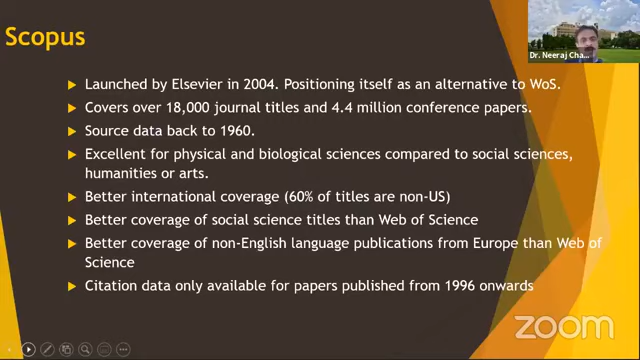 Scopus
Dr. Neeraj Cha...
Launched by Elsevier in 2004. Positioning itself as an alternative to WoS.
Covers over 18,000 journal titles and 4.4 million conference papers.
Source data back to 1960.
Excellent for physical and biological sciences compared to social sciences,
humanities or arts.
Better international coverage (60% of titles are non-US)
Better coverage of social science titles than Web of Science
Better coverage of non-English language publications from Europe than Web of
Science
Citation data only available for papers published from 1996 onwards
zoom